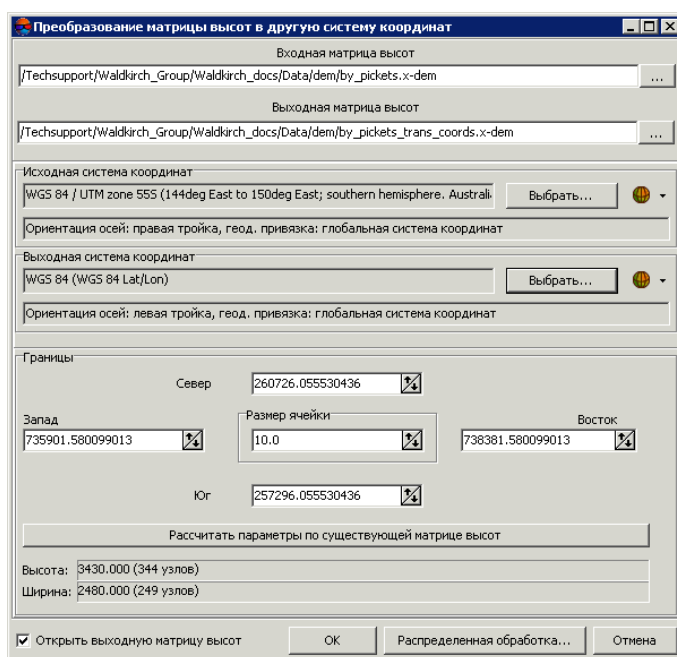 Преобразование матрицы высот в другую систему координат
Входная матрица высот
/Techsupport/Waldkirch_Group/Waldkirch_docs/Data/dem/by_pickets.x-dem
...
Выходная матрица высот
/Techsupport/Waldkirch_Group/Waldkirch_docs/Data/dem/by_pickets_trans_coords.x-dem
...
Исходная система координат
WGS 84 / UTM zone 55S (144deg East to 150deg East; southern hemisphere. Australi
Выбрать...
Ориентация осей: правая тройка, геод. привязка: глобальная система координат
Выходная система координат
WGS 84 (WGS 84 Lat/Lon)
Выбрать...
Ориентация осей: левая тройка, геод. привязка: глобальная система координат
Границы
Север 260726.055530436
Запад Размер ячейки Восток
735901.580099013 10.0 738381.580099013
Юг 257296.055530436
Рассчитать параметры по существующей матрице высот
Высота: 3430.000 (344 узлов)
Ширина: 2480.000 (249 узлов)
Открыть выходную матрицу высот OK Распределенная обработка... Отмена